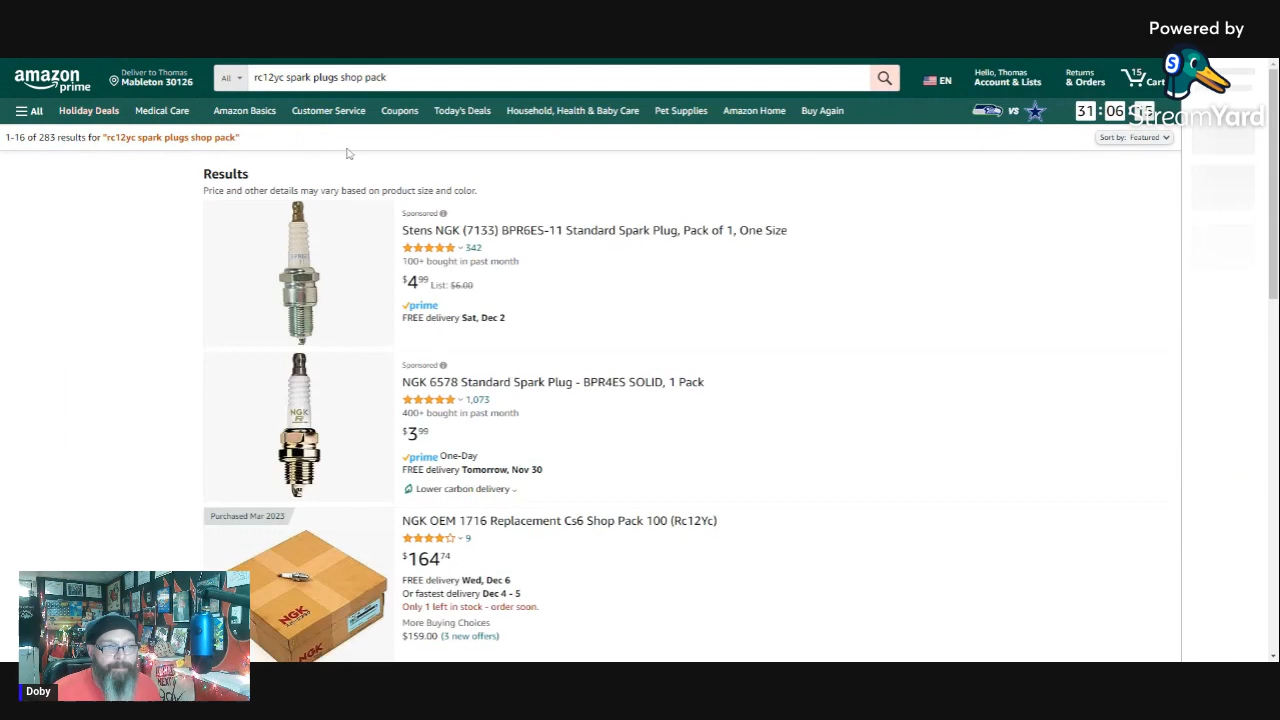 Powered by
StreamYard
amazon prime
Deliver to Thomas
Mableton 30126
All
rc12yc spark plugs shop pack
EN
Hello, Thomas
Account & Lists
Returns
& Orders
15
Cart
All
Holiday Deals
Medical Care
Amazon Basics
Customer Service
Coupons
Today's Deals
Household, Health & Baby Care
Pet Supplies
Amazon Home
Buy Again
VS
31 : 06
1-16 of 283 results for "rc12yc spark plugs shop pack"
Sort by: Featured
Results
Price and other details may vary based on product size and color.
Sponsored
Stens NGK (7133) BPR6ES-11 Standard Spark Plug, Pack of 1, One Size
342
100+ bought in past month
$4.99 List: $6.00
prime
FREE delivery Sat, Dec 2
Sponsored
NGK 6578 Standard Spark Plug - BPR4ES SOLID, 1 Pack
NGK
R
1,073
400+ bought in past month
$3.99
prime One-Day
FREE delivery Tomorrow, Nov 30
Lower carbon delivery
Purchased Mar 2023
NGK OEM 1716 Replacement Cs6 Shop Pack 100 (Rc12Yc)
9
$164.74
FREE delivery Wed, Dec 6
Or fastest delivery Dec 4 - 5
Only 1 left in stock - order soon.
More Buying Choices
$159.00 (3 new offers)
NGK
NGK
Doby